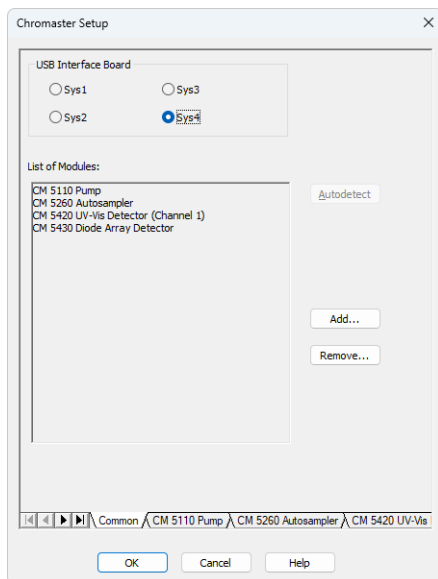 Chromaster Setup
USB Interface Board
Sys1
Sys3
Sys2
Sys4
List of Modules:
CM 5110 Pump
CM 5260 Autosampler
CM 5420 UV-Vis Detector (Channel 1)
CM 5430 Diode Array Detector
Autodetect
Add...
Remove...
Common
CM 5110 Pump
CM 5260 Autosampler
CM 5420 UV-Vis
OK
Cancel
Help